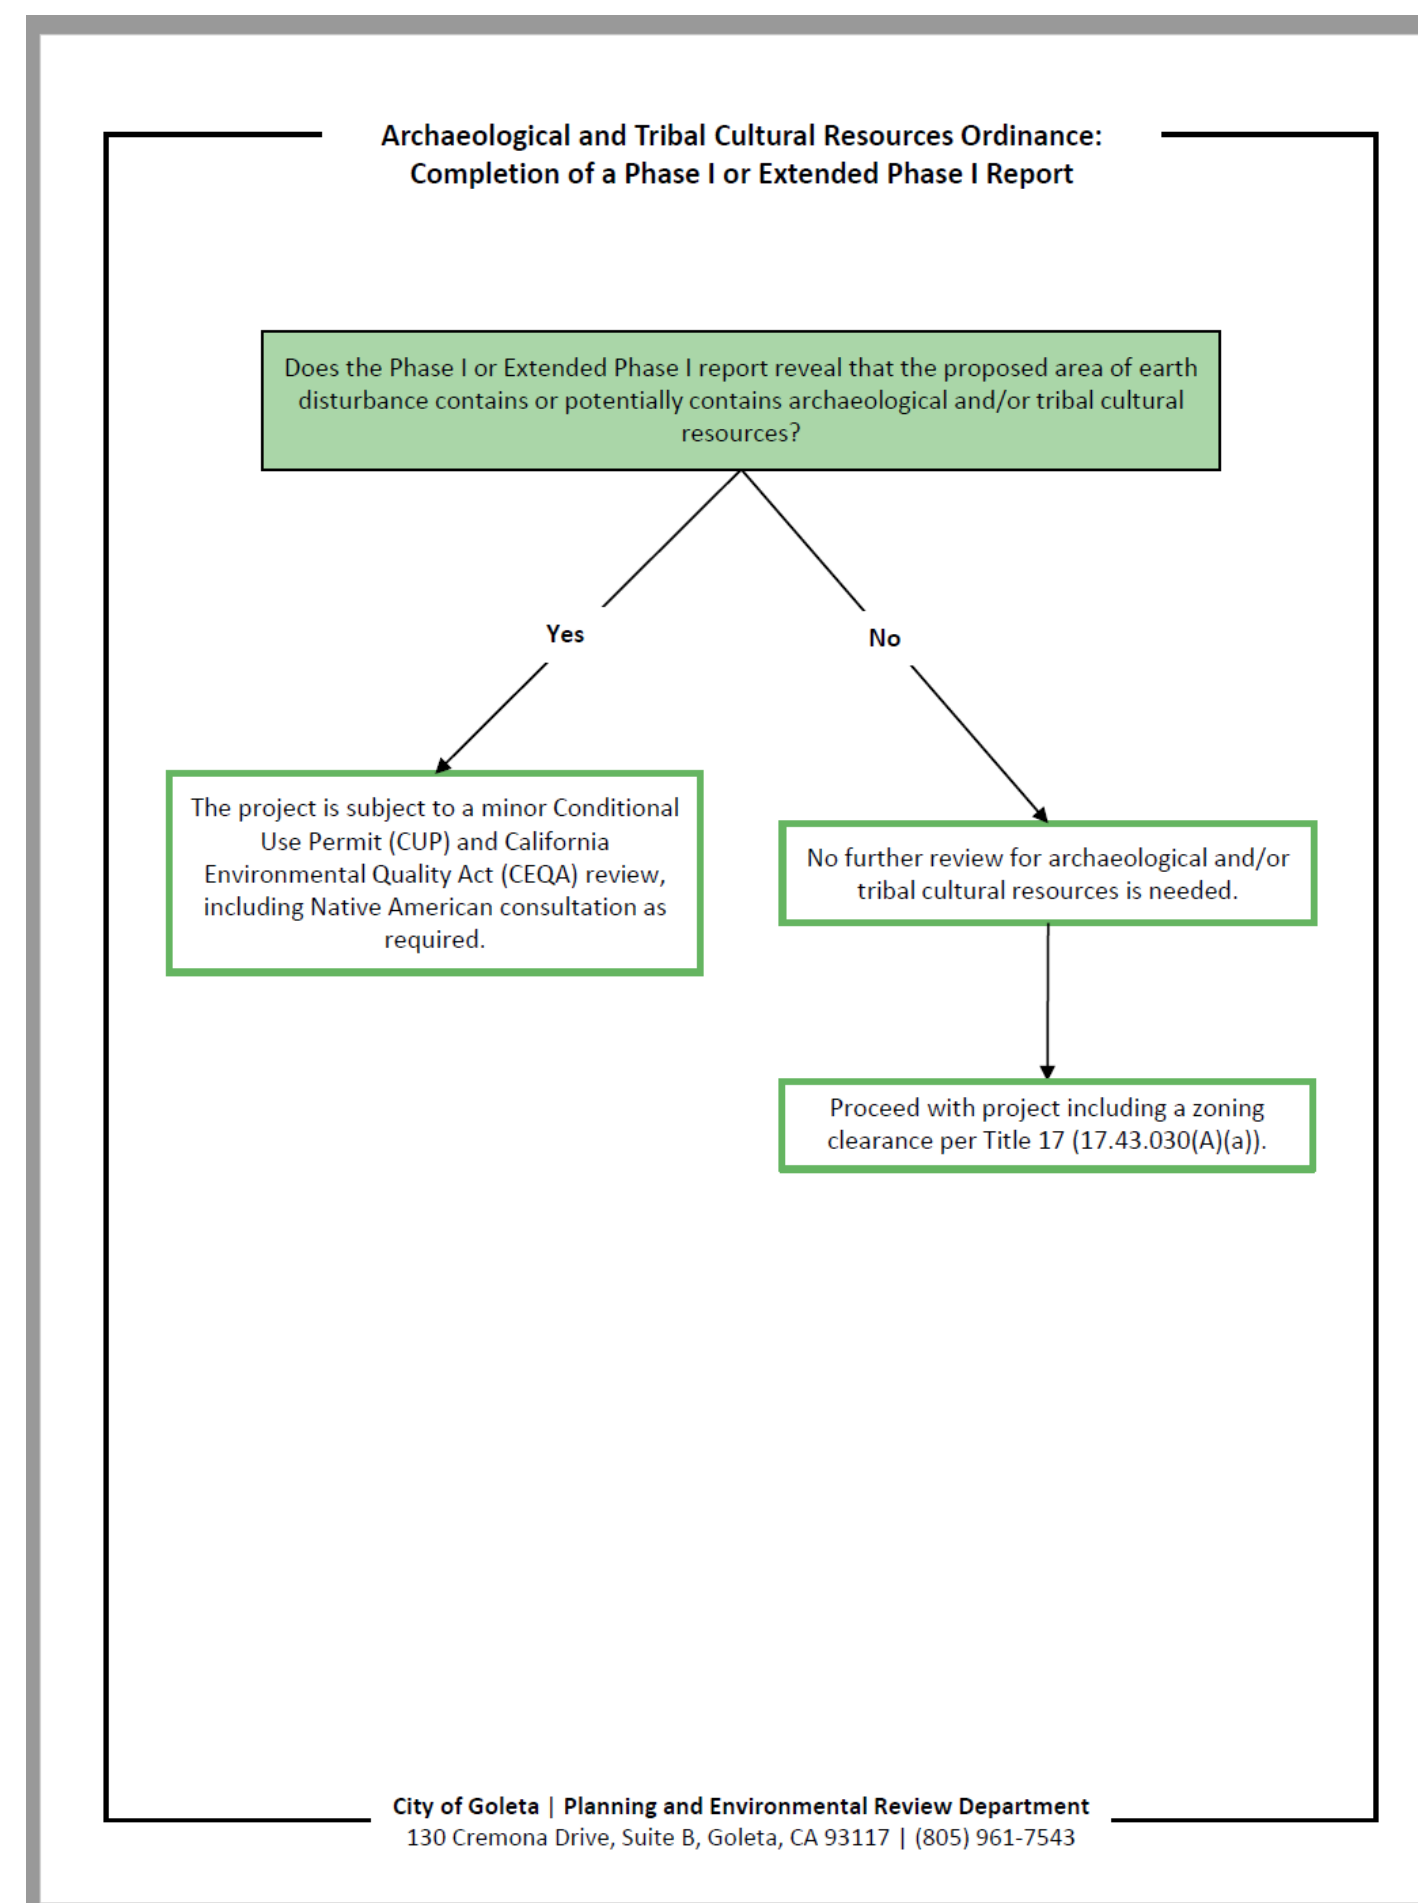 Archaeological and Tribal Cultural Resources Ordinance:
Completion of a Phase I or Extended Phase I Report
Does the Phase I or Extended Phase I report reveal that the proposed area of earth
disturbance contains or potentially contains archaeological and/or tribal cultural
resources?
Yes
No
The project is subject to a minor Conditional
Use Permit (CUP) and California
Environmental Quality Act (CEQA) review,
including Native American consultation as
required.
No further review for archaeological and/or
tribal cultural resources is needed.
Proceed with project including a zoning
clearance per Title 17 (17.43.030(A)(a)).
City of Goleta | Planning and Environmental Review Department
130 Cremona Drive, Suite B, Goleta, CA 93117 | (805) 961-7543